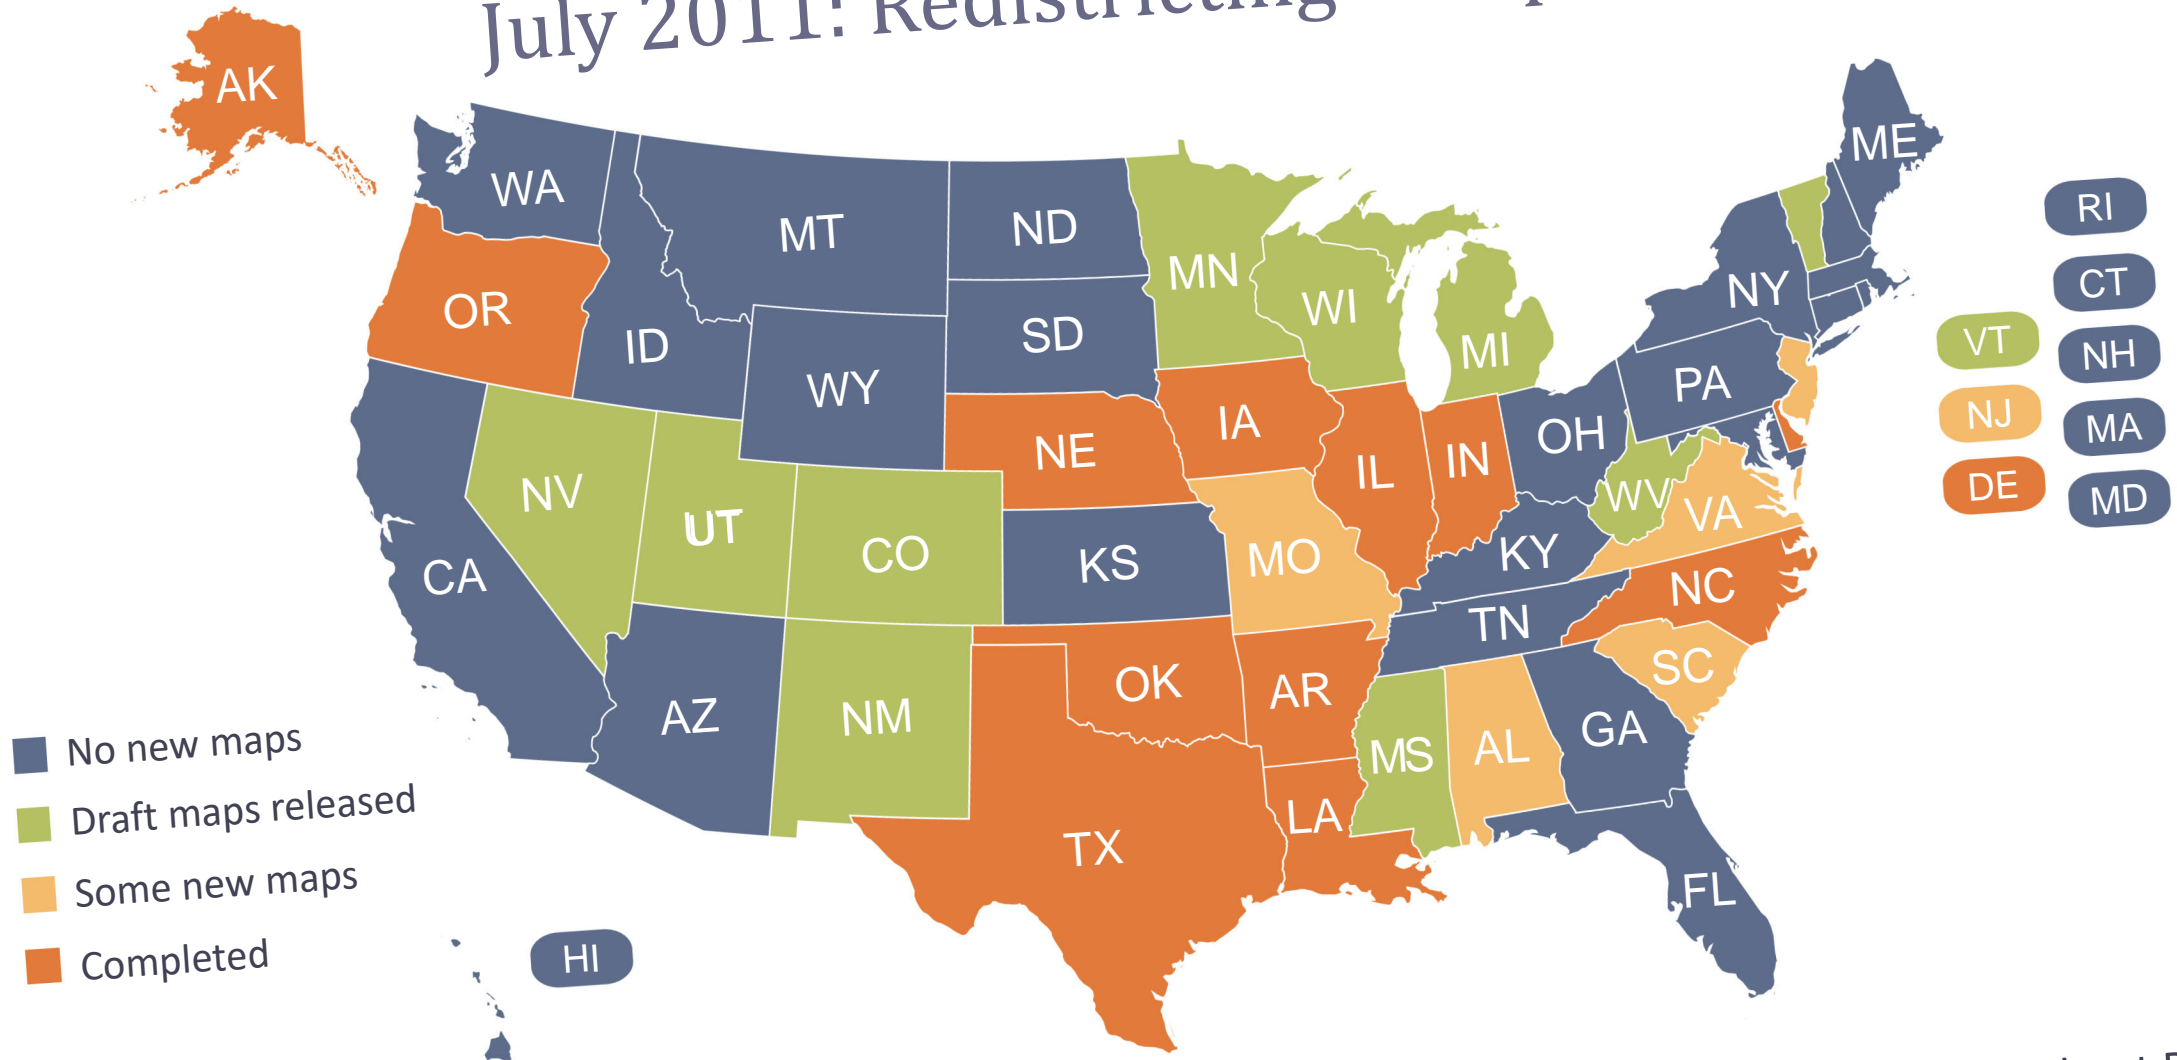 July 2011: Redistricting
AK
WA
MT
ND
MN
ME
OR
ID
WY
SD
WI
MI
NY
RI
CT
VT
NH
NJ
MA
DE
MD
PA
NE
IA
IL
IN
OH
WV
VA
NV
UT
CO
KS
MO
KY
CA
NC
TN
SC
AZ
NM
OK
AR
MS
AL
GA
TX
LA
FL
HI
No new maps
Draft maps released
Some new maps
Completed